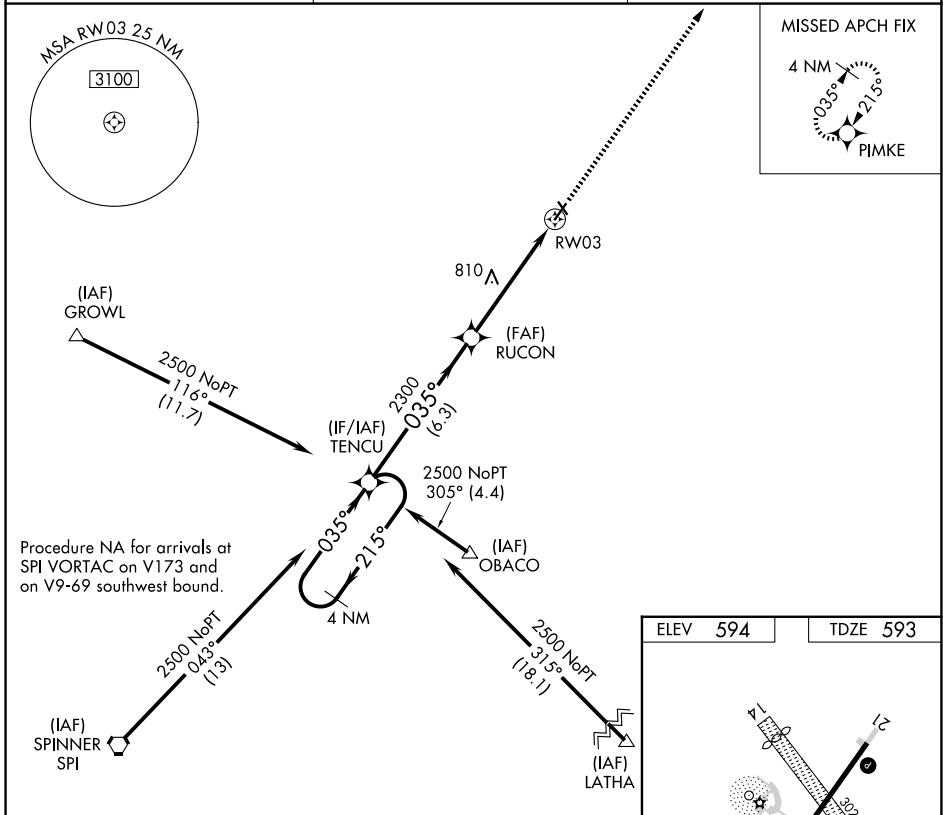 MSA RW03 25 NM
3100
MISSED APCH FIX
4 NM
035°
215°
PIMKE
RW03
810
(FAF)
RUCON
(IAF)
GROWL
2500 NoPT
116°
(11.7)
2300
035°
(6.3)
(IF/IAF)
TENCU
2500 NoPT
305° (4.4)
035°
215°
(IAF)
OBACO
Procedure NA for arrivals at
SPI VORTAC on V173 and
on V9-69 southwest bound.
4 NM
2500 NoPT
043°
(13)
2500 NoPT
315°
(18.1)
(IAF)
SPINNER
SPI
(IAF)
LATHA
ELEV 594
TDZE 593
14
21
P